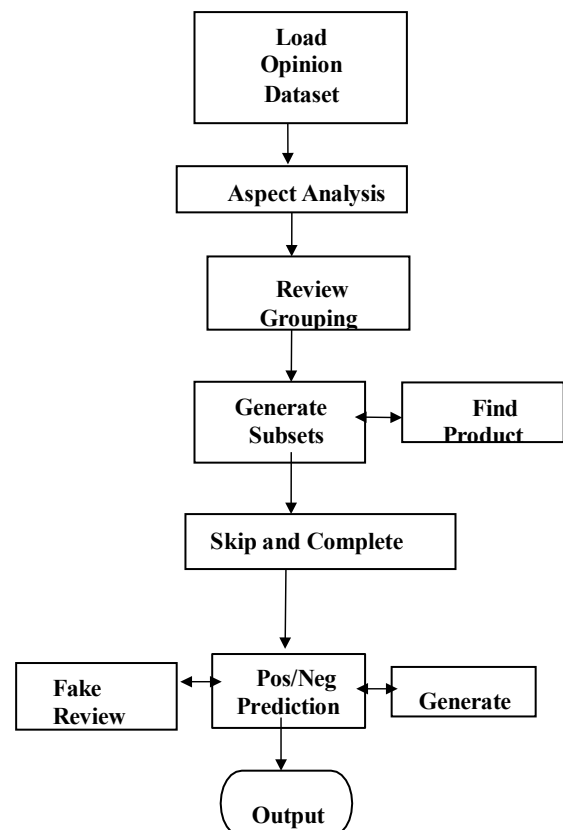 Load
Opinion
Dataset
Aspect Analysis
Review
Grouping
Generate
Subsets
Find
Product
Skip and Complete
Fake
Review
Pos/Neg
Prediction
Generate
Output